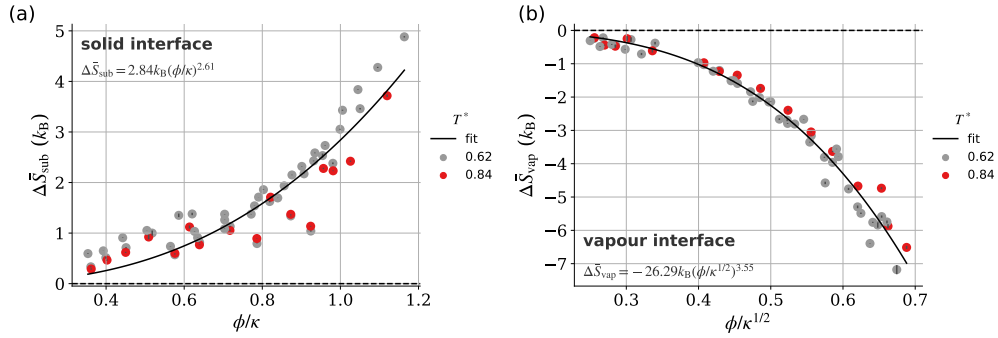 (a)
solid interface
ΔS̄sub = 2.84kB(ϕ/κ)^2.61
ΔS̄sub (kB)
5
4
3
2
1
0
0.4 0.6 0.8 1.0 1.2
ϕ/κ
T*
fit
0.62
0.84
(b)
vapour interface
ΔS̄vap = −26.29kB(ϕ/κ^1/2)^3.55
ΔS̄vap (kB)
0
−1
−2
−3
−4
−5
−6
−7
0.3 0.4 0.5 0.6 0.7
ϕ/κ^1/2
T*
fit
0.62
0.84